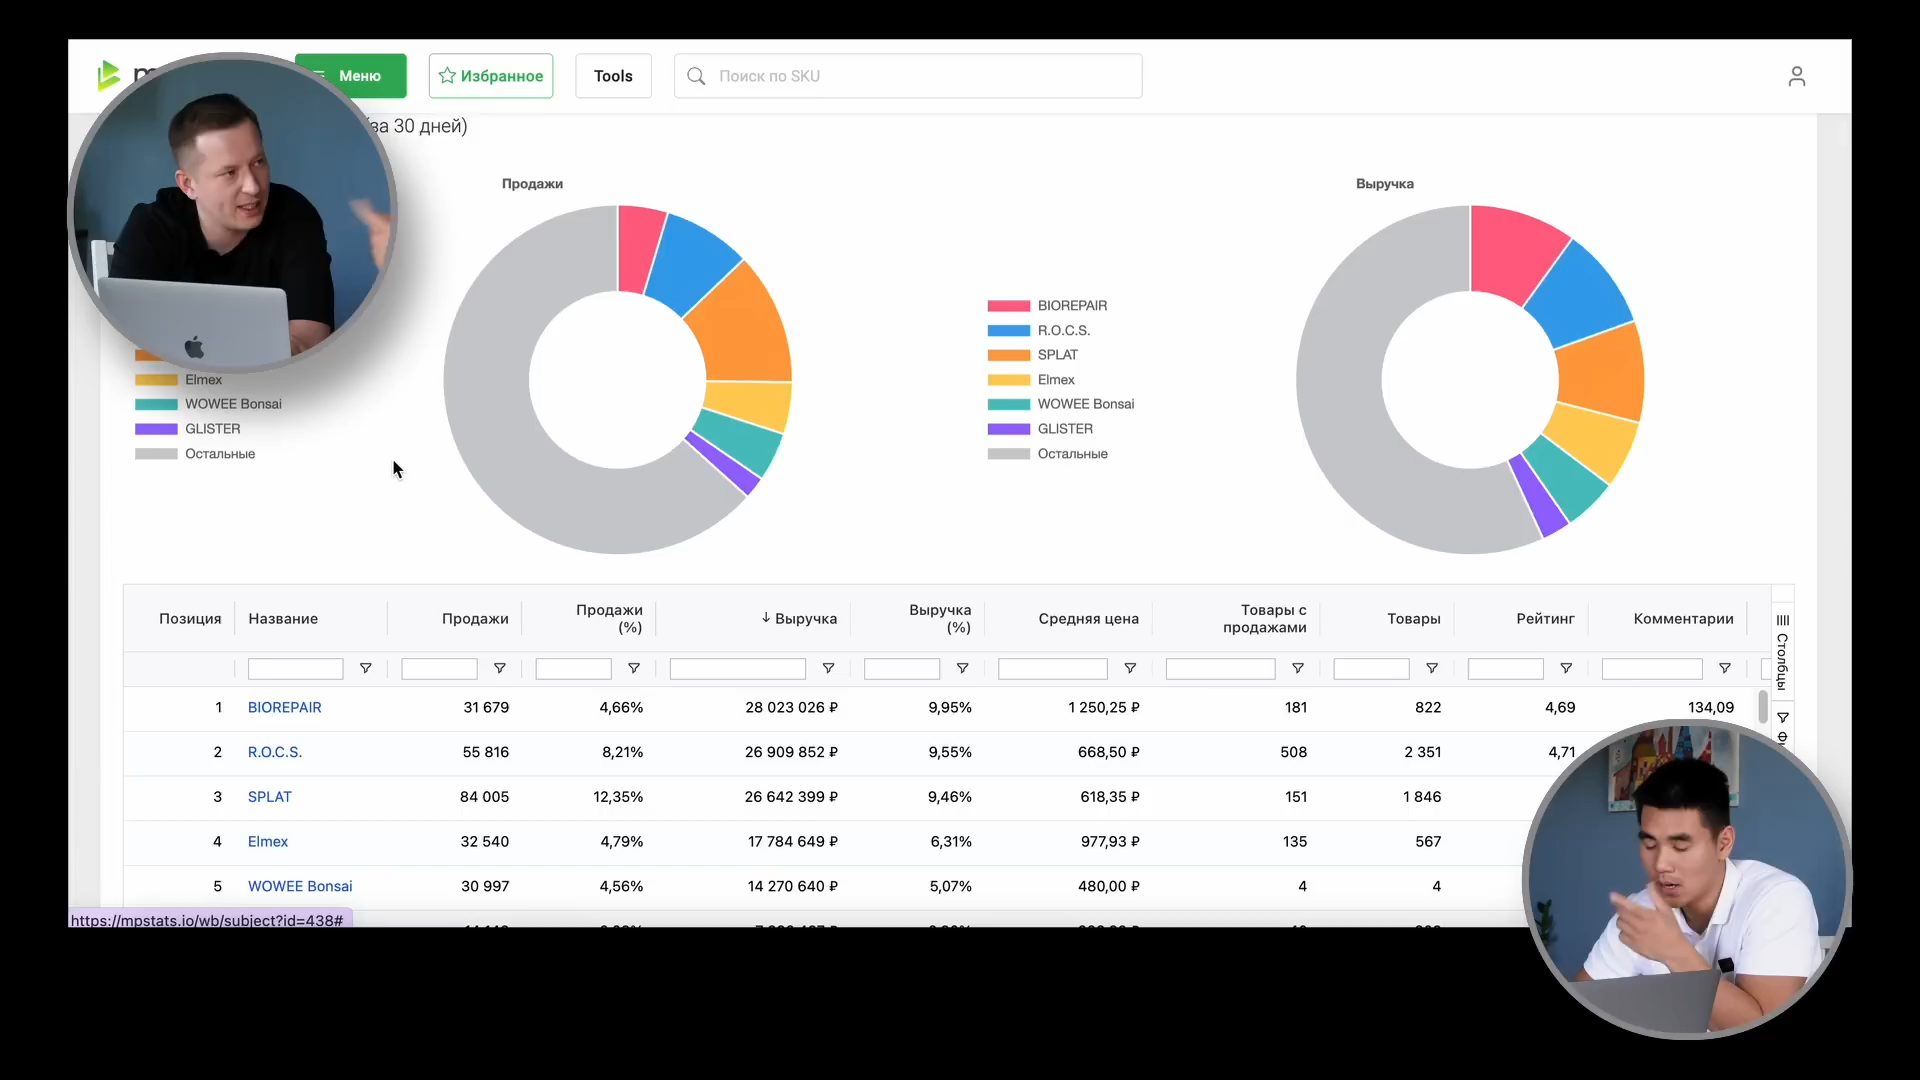 Меню
Избранное
Tools
Поиск по SKU
за 30 дней)
Продажи
Elmex
WOWEE Bonsai
GLISTER
Остальные
Выручка
BIOREPAIR
R.O.C.S.
SPLAT
Elmex
WOWEE Bonsai
GLISTER
Остальные
Позиция Название Продажи Продажи (%) Выручка Выручка (%) Средняя цена Товары с продажами Товары Рейтинг Комментарии
Столбцы
1 BIOREPAIR 31 679 4,66% 28 023 026 ₽ 9,95% 1 250,25 ₽ 181 822 4,69 134,09
2 R.O.C.S. 55 816 8,21% 26 909 852 ₽ 9,55% 668,50 ₽ 508 2 351 4,71
3 SPLAT 84 005 12,35% 26 642 399 ₽ 9,46% 618,35 ₽ 151 1 846
4 Elmex 32 540 4,79% 17 784 649 ₽ 6,31% 977,93 ₽ 135 567
5 WOWEE Bonsai 30 997 4,56% 14 270 640 ₽ 5,07% 480,00 ₽ 4 4
https://mpstats.io/wb/subject?id=438#